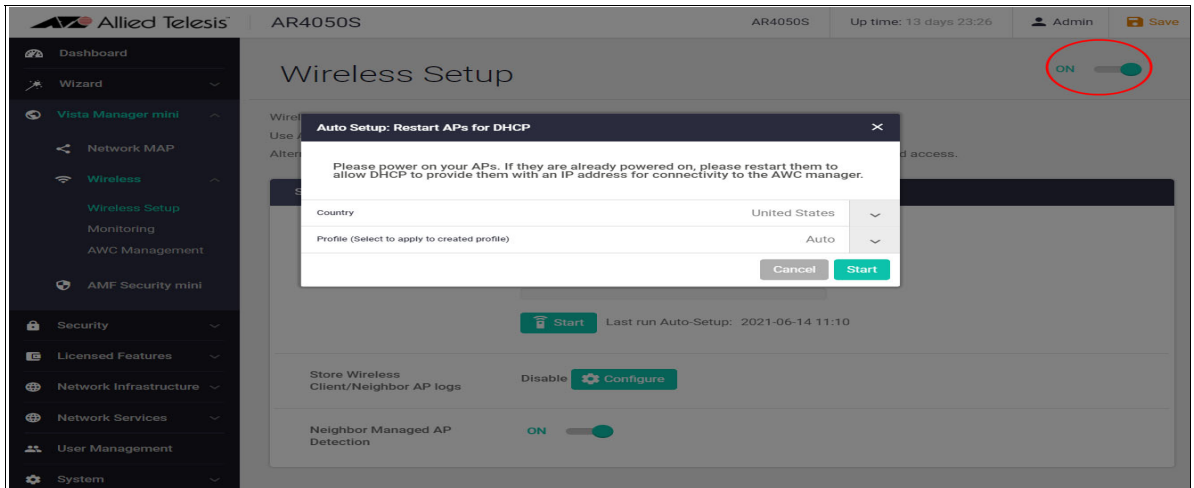 Allied Telesis
AR4050S
AR4050S
Up time: 13 days 23:26
Admin
Save
Dashboard
Wizard
Vista Manager mini
Network MAP
Wireless
Wireless Setup
Monitoring
AWC Management
AMF Security mini
Security
Licensed Features
Network Infrastructure
Network Services
User Management
System
Wireless Setup
ON
d access.
Auto Setup: Restart APs for DHCP
Please power on your APs. If they are already powered on, please restart them to
allow DHCP to provide them with an IP address for connectivity to the AWC manager.
Country
United States
Profile (Select to apply to created profile)
Auto
Cancel
Start
Start
Last run Auto-Setup: 2021-06-14 11:10
Store Wireless
Client/Neighbor AP logs
Disable
Configure
Neighbor Managed AP
Detection
ON